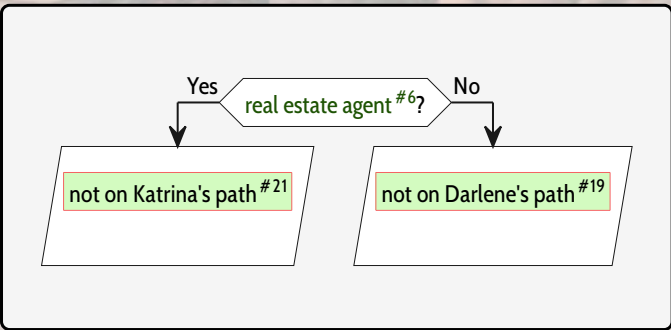 Yes
real estate agent #6?
No
not on Katrina's path #21
not on Darlene's path #19